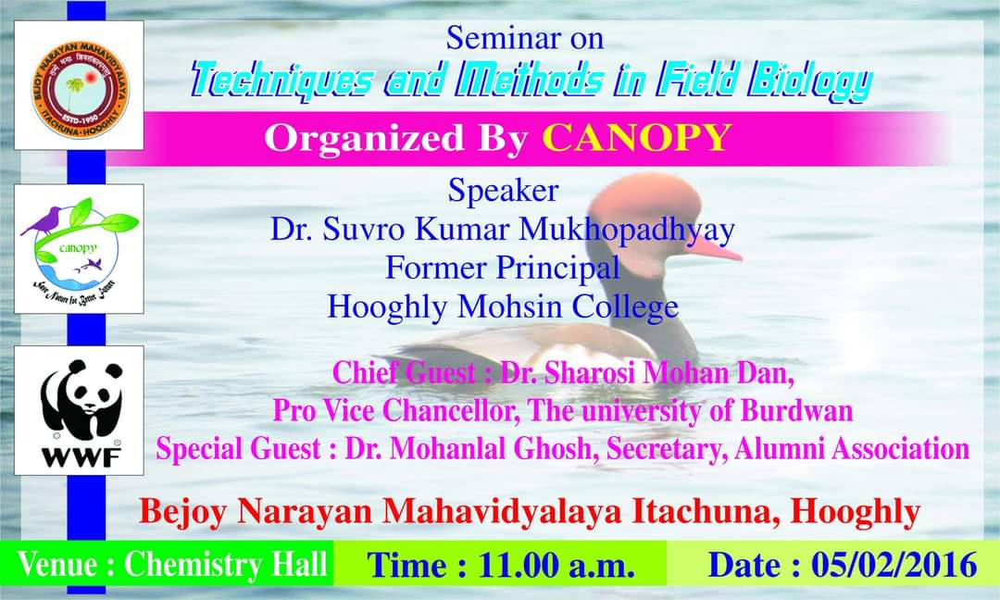 BEJOY NARAYAN MAHAVIDYALAYA
ITACHUNA · HOOGHLY
ESTD-1950
Seminar on
Techniques and Methods in Field Biology
Organized By CANOPY
Speaker
Dr. Suvro Kumar Mukhopadhyay
Former Principal
Hooghly Mohsin College
canopy
Save Nature for Better Future
Chief Guest : Dr. Sharosi Mohan Dan,
Pro Vice Chancellor, The university of Burdwan
Special Guest : Dr. Mohanlal Ghosh, Secretary, Alumni Association
WWF
Bejoy Narayan Mahavidyalaya Itachuna, Hooghly
Venue : Chemistry Hall
Time : 11.00 a.m.
Date : 05/02/2016